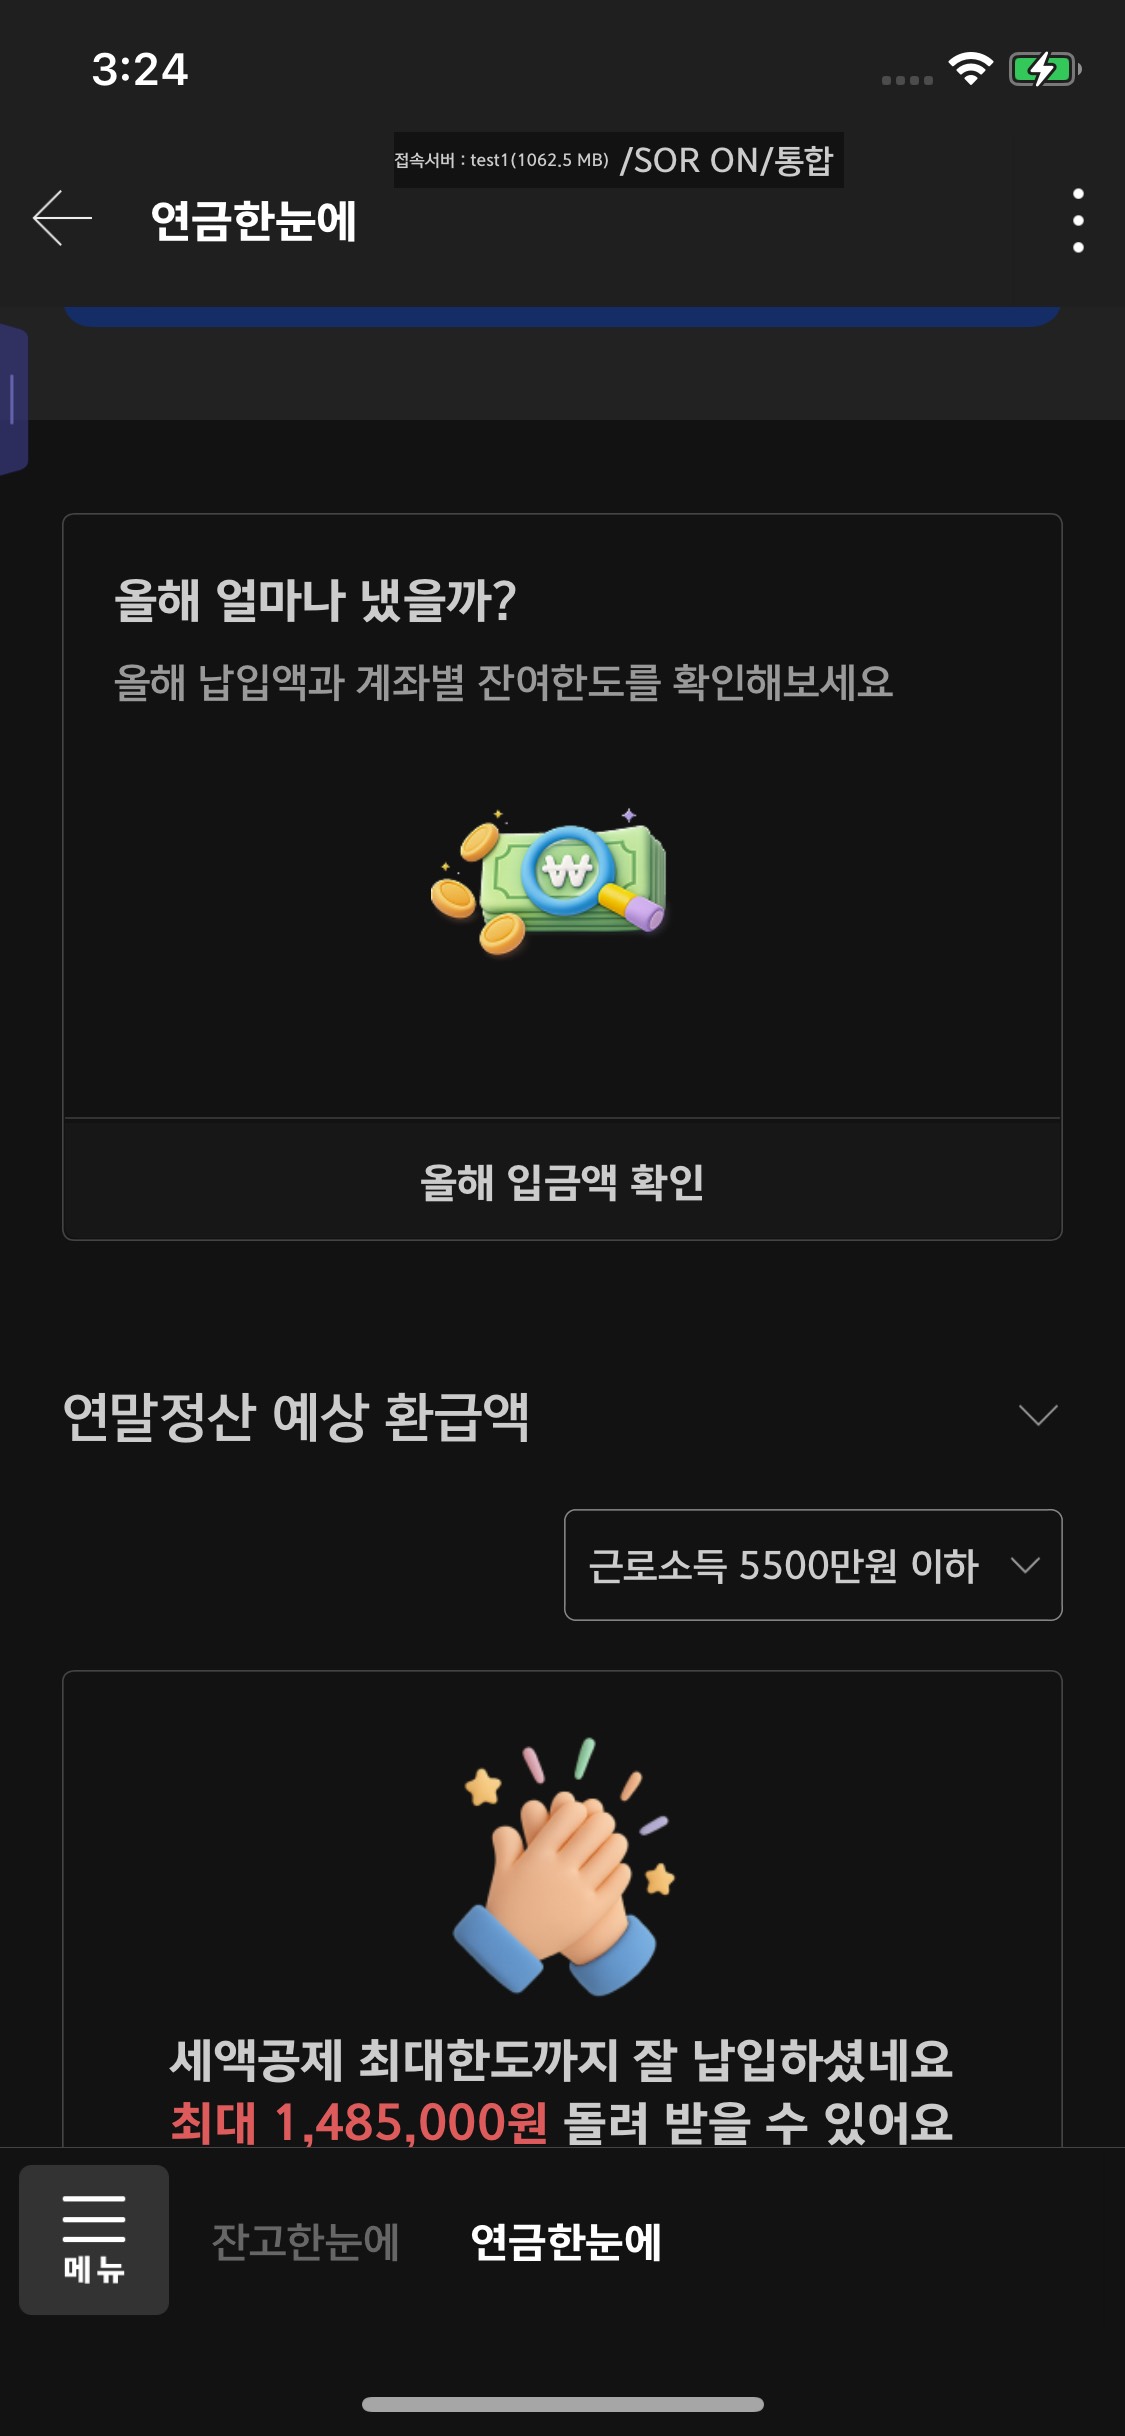 3:24
접속서버 : test1(1062.5 MB) /SOR ON/통합
연금한눈에
올해 얼마나 냈을까?
올해 납입액과 계좌별 잔여한도를 확인해보세요
₩
올해 입금액 확인
연말정산 예상 환급액
근로소득 5500만원 이하
세액공제 최대한도까지 잘 납입하셨네요
최대 1,485,000원 돌려 받을 수 있어요
메뉴
잔고한눈에
연금한눈에